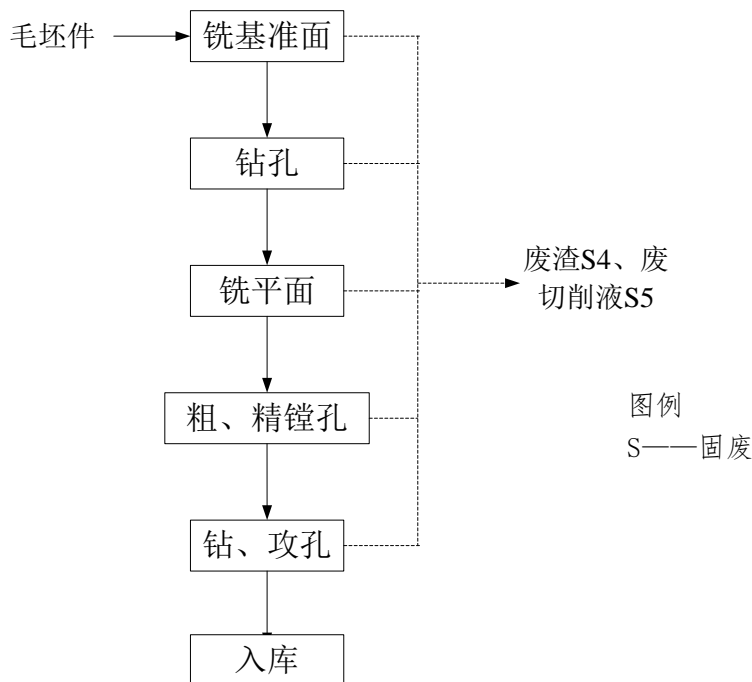 毛坯件
铣基准面
钻孔
铣平面
废渣S4、废
切削液S5
粗、精镗孔
图例
S——固废
钻、攻孔
入库